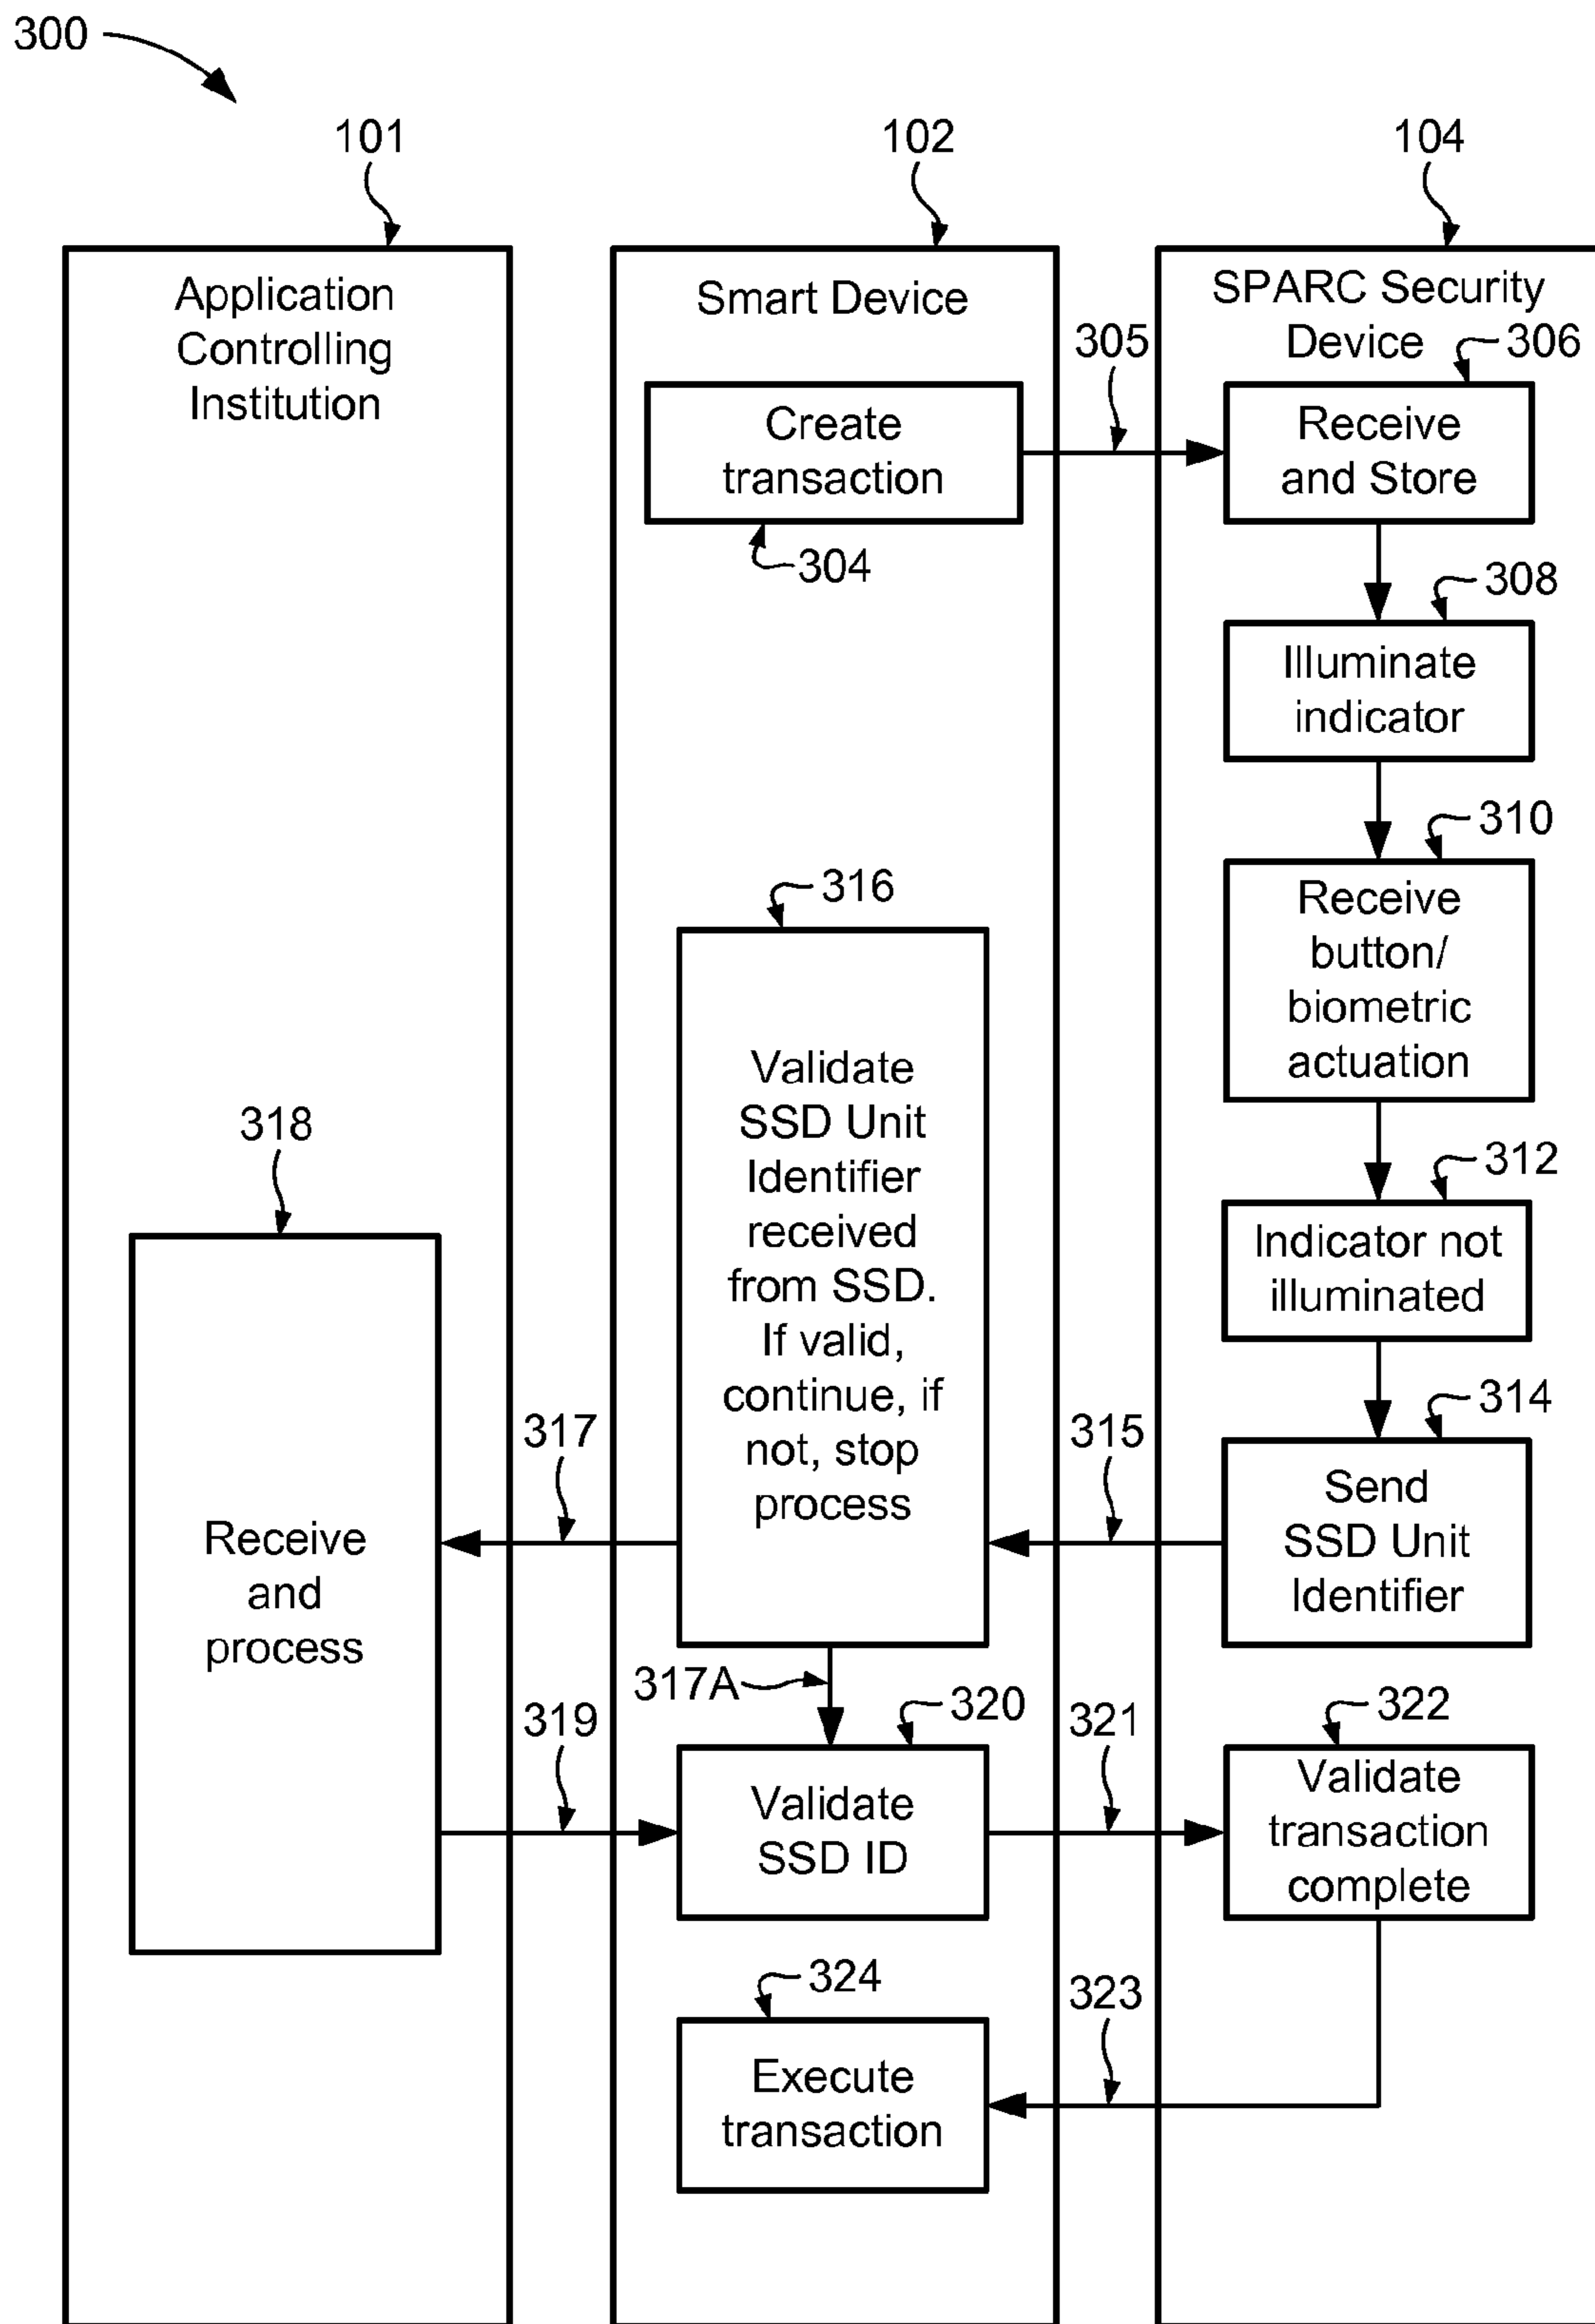 300
101
102
104
Application
Controlling
Institution
Smart Device
SPARC Security
Device
305
306
Create
transaction
304
Receive
and Store
308
Illuminate
indicator
310
Receive
button/
biometric
actuation
312
Indicator not
illuminated
314
Send
SSD Unit
Identifier
315
316
Validate
SSD Unit
Identifier
received
from SSD.
If valid,
continue, if
not, stop
process
317
318
Receive
and
process
317A
319
320
Validate
SSD ID
321
322
Validate
transaction
complete
323
324
Execute
transaction